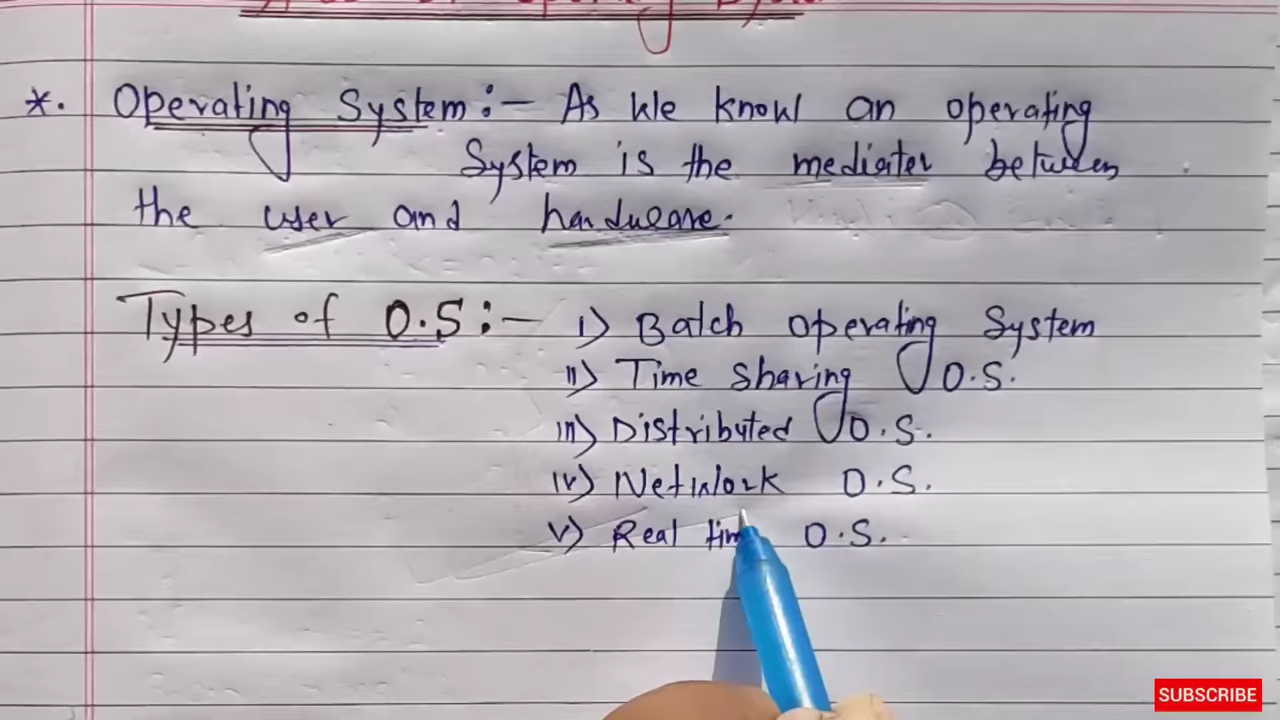 *. Operating System :- As we know an operating
System is the mediater between
the user and hardware.
Types of O.S :- i) Batch Operating System
ii) Time sharing O.S.
iii) Distributed O.S.
iv) Network O.S.
v) Real tim O.S.
SUBSCRIBE